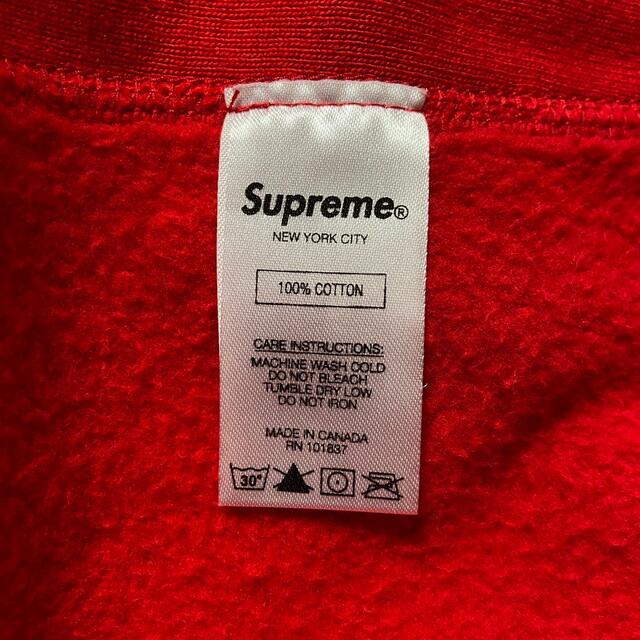 Supreme®
NEW YORK CITY
100% COTTON
CARE INSTRUCTIONS:
MACHINE WASH COLD
DO NOT BLEACH
TUMBLE DRY LOW
DO NOT IRON
MADE IN CANADA
RN 101837
30°